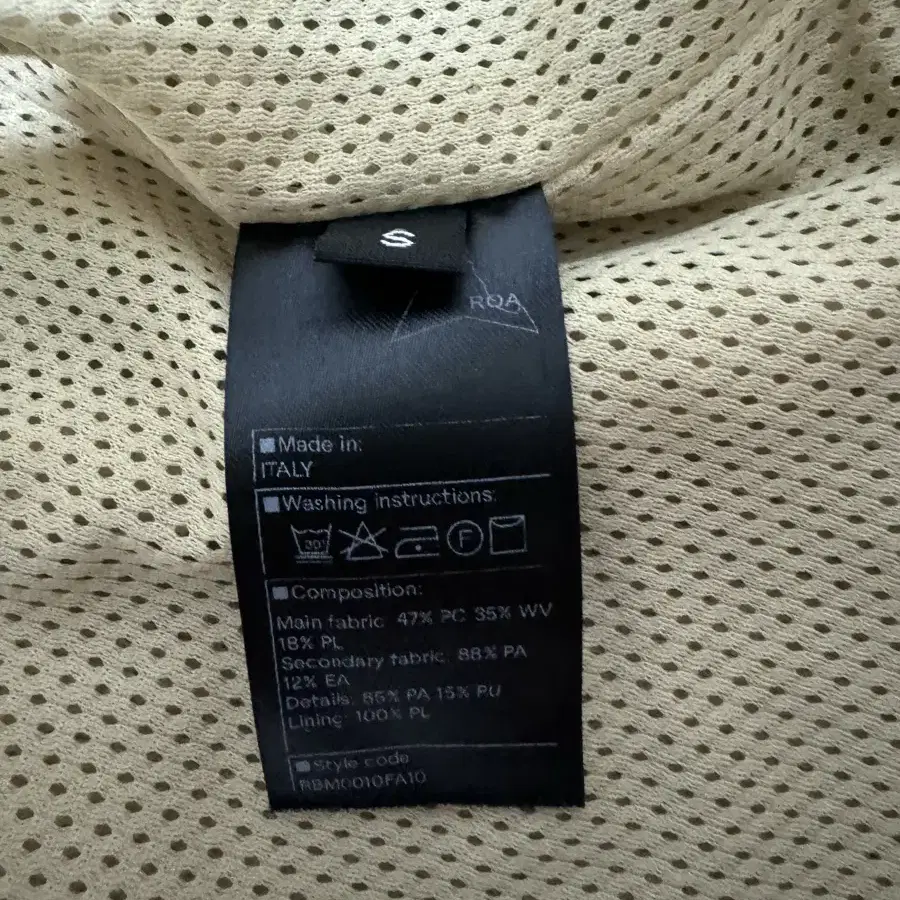 S
ROA
Made in:
ITALY
Washing instructions:
30°
F
Composition:
Main fabric 47% PC 35% WV
18% PL
Secondary fabric: 88% PA
12% EA
Details: 85% PA 15% PU
Lining: 100% PL
Style code
RBM0010FA10